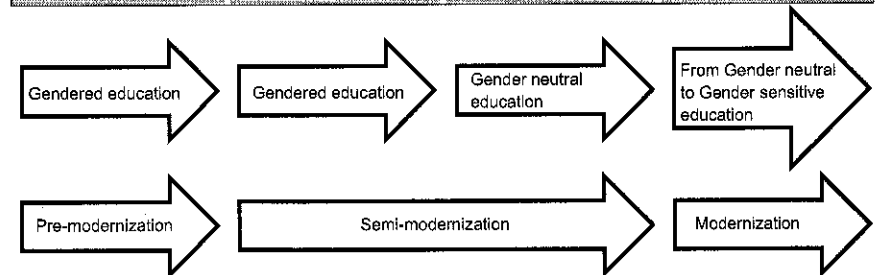 Gendered education
Gendered education
Gender neutral
education
From Gender neutral
to Gender sensitive
education
Pre-modernization
Semi-modernization
Modernization